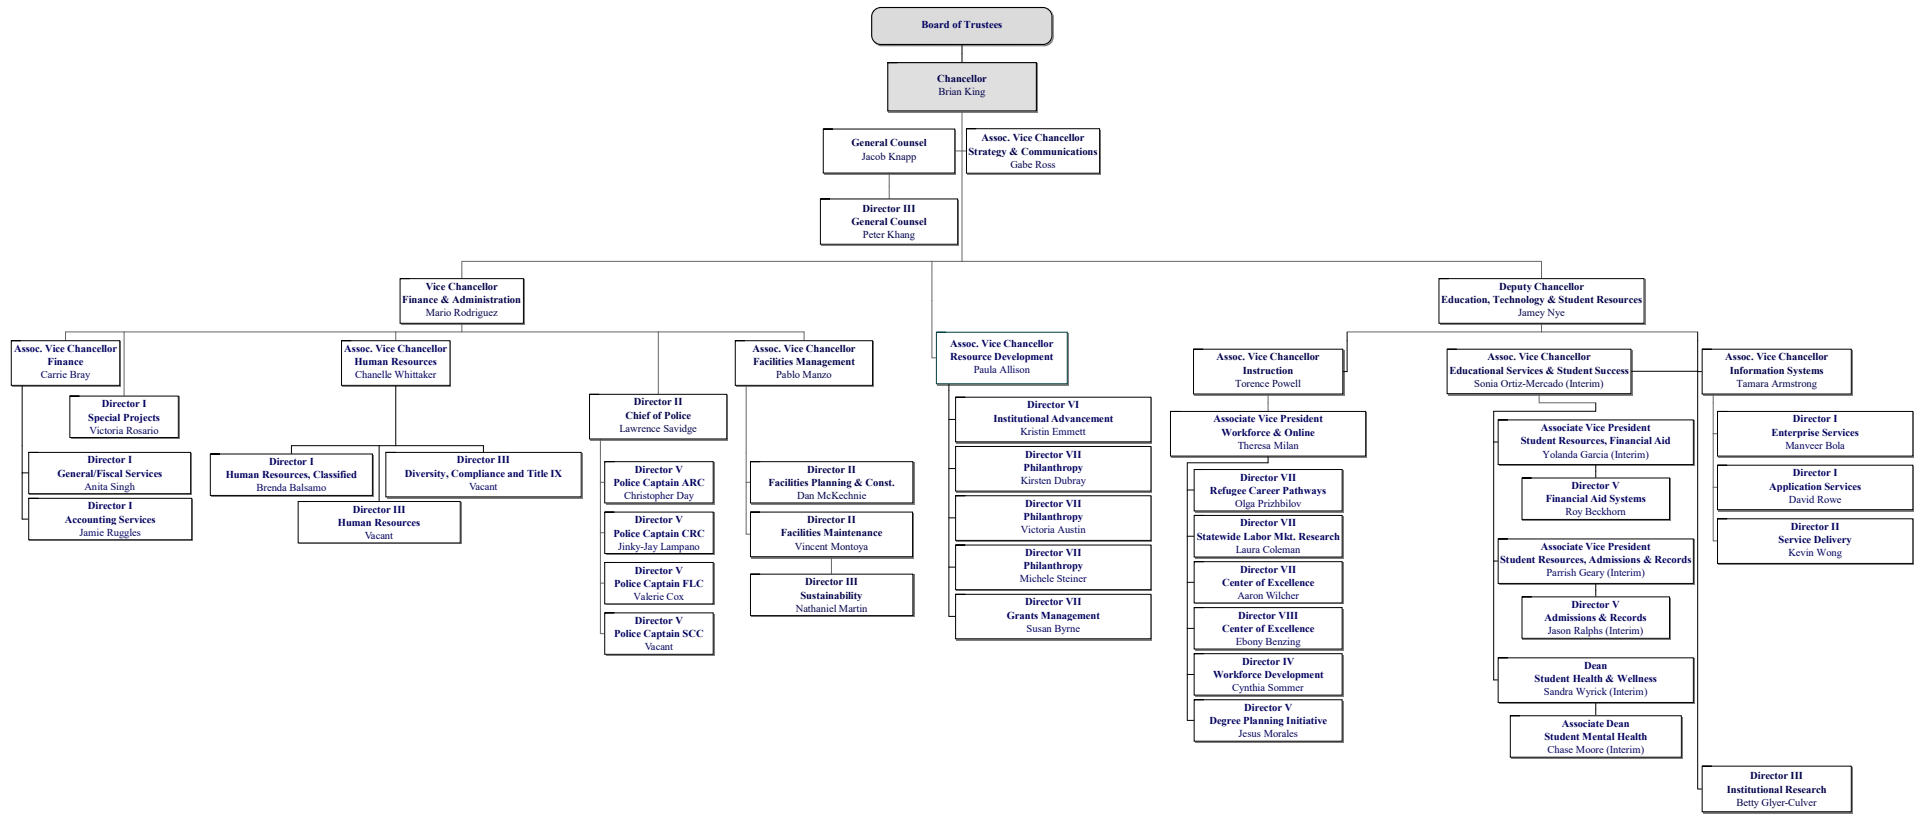 Board of Trustees
Chancellor
Brian King
General Counsel
Jacob Knapp
Assoc. Vice Chancellor
Strategy & Communications
Gabe Ross
Director III
General Counsel
Peter Khang
Vice Chancellor
Finance & Administration
Mario Rodriguez
Deputy Chancellor
Education, Technology & Student Resources
Jamey Nye
Assoc. Vice Chancellor
Finance
Carrie Bray
Director I
Special Projects
Victoria Rosario
Director I
General/Fiscal Services
Anita Singh
Director I
Accounting Services
Jamie Ruggles
Assoc. Vice Chancellor
Human Resources
Chanelle Whittaker
Director I
Human Resources, Classified
Brenda Balsamo
Director III
Diversity, Compliance and Title IX
Vacant
Director III
Human Resources
Vacant
Director II
Chief of Police
Lawrence Savidge
Director V
Police Captain ARC
Christopher Day
Director V
Police Captain CRC
Jinky-Jay Lampano
Director V
Police Captain FLC
Valerie Cox
Director V
Police Captain SCC
Vacant
Assoc. Vice Chancellor
Facilities Management
Pablo Manzo
Director II
Facilities Planning & Const.
Dan McKechnie
Director II
Facilities Maintenance
Vincent Montoya
Director III
Sustainability
Nathaniel Martin
Assoc. Vice Chancellor
Resource Development
Paula Allison
Director VI
Institutional Advancement
Kristin Emmett
Director VII
Philanthropy
Kirsten Dubray
Director VII
Philanthropy
Victoria Austin
Director VII
Philanthropy
Michele Steiner
Director VII
Grants Management
Susan Byrne
Assoc. Vice Chancellor
Instruction
Torence Powell
Associate Vice President
Workforce & Online
Theresa Milan
Director VII
Refugee Career Pathways
Olga Prizhbilov
Director VII
Statewide Labor Mkt. Research
Laura Coleman
Director VII
Center of Excellence
Aaron Wilcher
Director VIII
Center of Excellence
Ebony Benzing
Director IV
Workforce Development
Cynthia Sommer
Director V
Degree Planning Initiative
Jesus Morales
Assoc. Vice Chancellor
Educational Services & Student Success
Sonia Ortiz-Mercado (Interim)
Associate Vice President
Student Resources, Financial Aid
Yolanda Garcia (Interim)
Director V
Financial Aid Systems
Roy Beckhorn
Associate Vice President
Student Resources, Admissions & Records
Parrish Geary (Interim)
Director V
Admissions & Records
Jason Ralphs (Interim)
Dean
Student Health & Wellness
Sandra Wyrick (Interim)
Associate Dean
Student Mental Health
Chase Moore (Interim)
Assoc. Vice Chancellor
Information Systems
Tamara Armstrong
Director I
Enterprise Services
Manveer Bola
Director I
Application Services
David Rowe
Director II
Service Delivery
Kevin Wong
Director III
Institutional Research
Betty Glyer-Culver